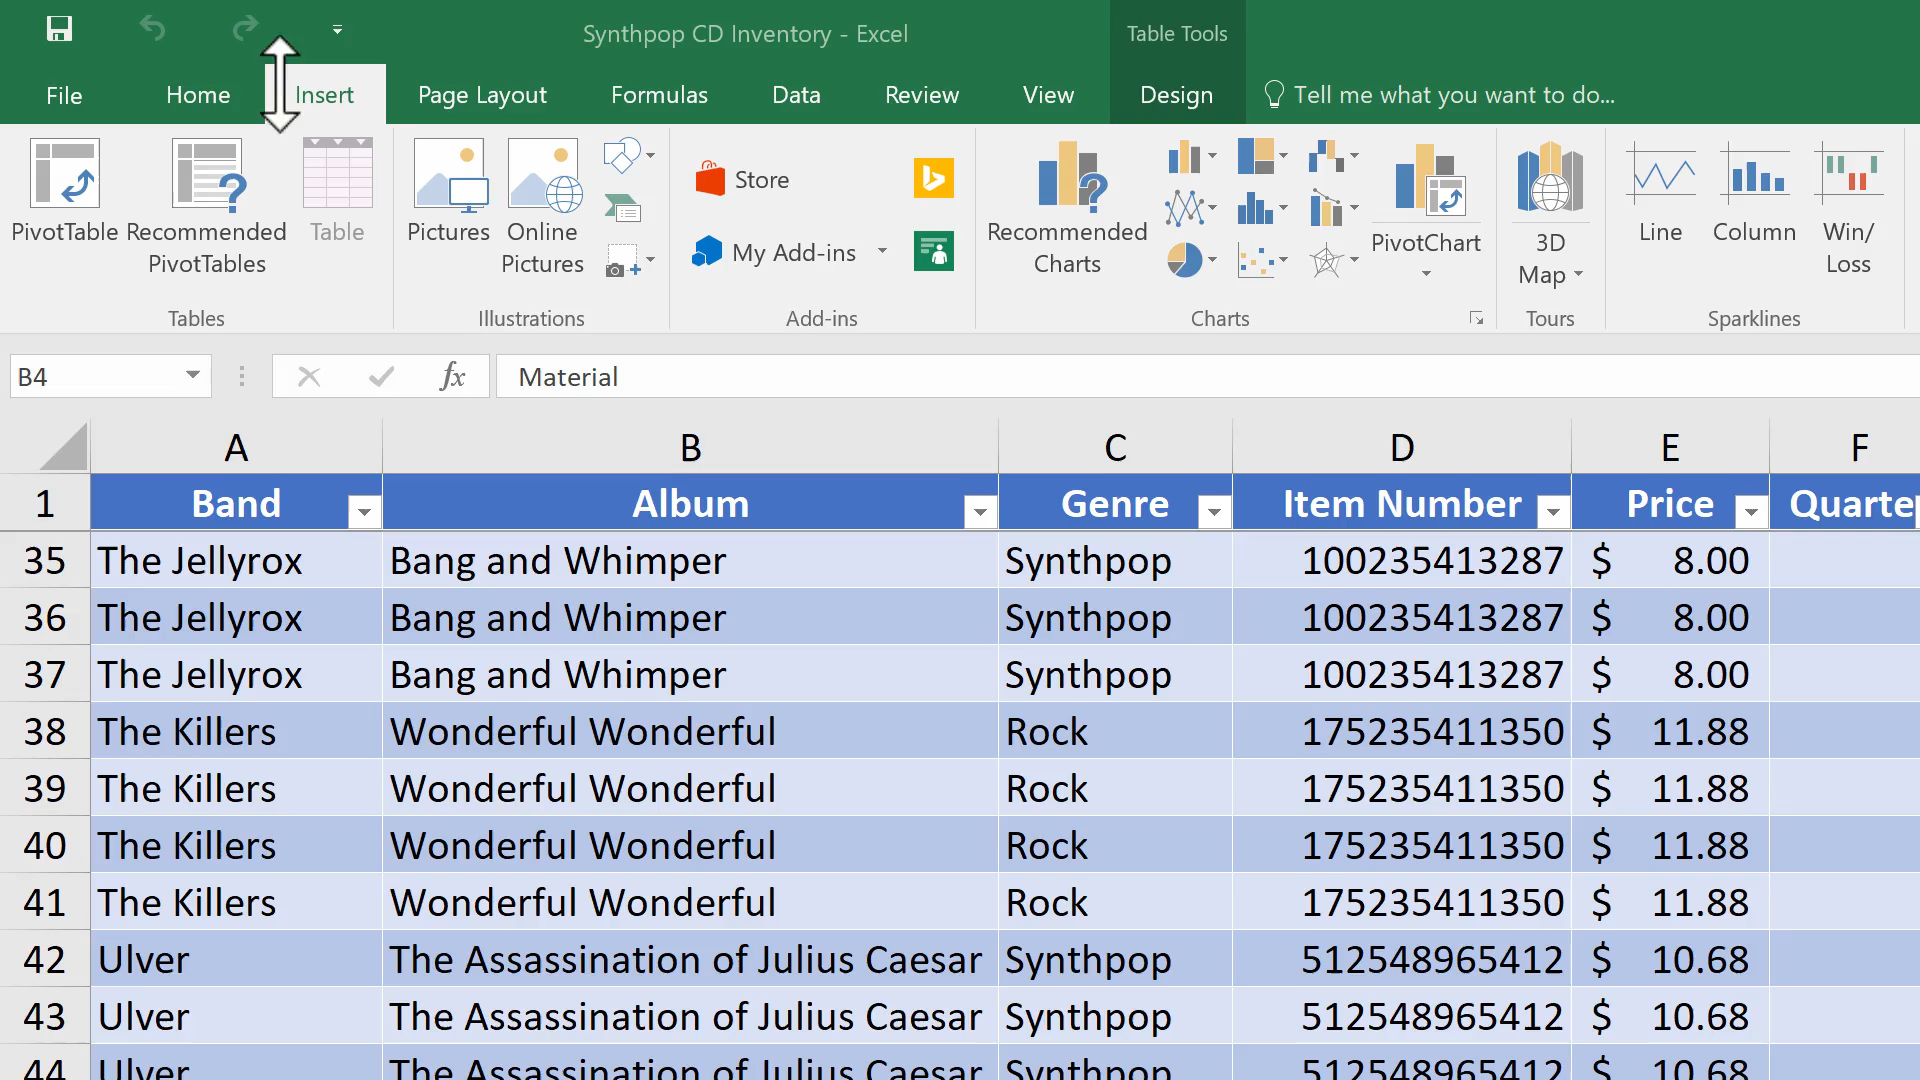 Synthpop CD Inventory - Excel
Table Tools
File Home Insert Page Layout Formulas Data Review View Design Tell me what you want to do...
PivotTable Recommended PivotTables Table Pictures Online Pictures
Store
My Add-ins
Recommended Charts PivotChart 3D Map Line Column Win/ Loss
Tables Illustrations Add-ins Charts Tours Sparklines
B4 fx Material
A B C D E F
1 Band Album Genre Item Number Price Quarte
35 The Jellyrox Bang and Whimper Synthpop 100235413287 $ 8.00
36 The Jellyrox Bang and Whimper Synthpop 100235413287 $ 8.00
37 The Jellyrox Bang and Whimper Synthpop 100235413287 $ 8.00
38 The Killers Wonderful Wonderful Rock 175235411350 $ 11.88
39 The Killers Wonderful Wonderful Rock 175235411350 $ 11.88
40 The Killers Wonderful Wonderful Rock 175235411350 $ 11.88
41 The Killers Wonderful Wonderful Rock 175235411350 $ 11.88
42 Ulver The Assassination of Julius Caesar Synthpop 512548965412 $ 10.68
43 Ulver The Assassination of Julius Caesar Synthpop 512548965412 $ 10.68
44 Ulver The Assassination of Julius Caesar Synthpop 512548965412 $ 10.68